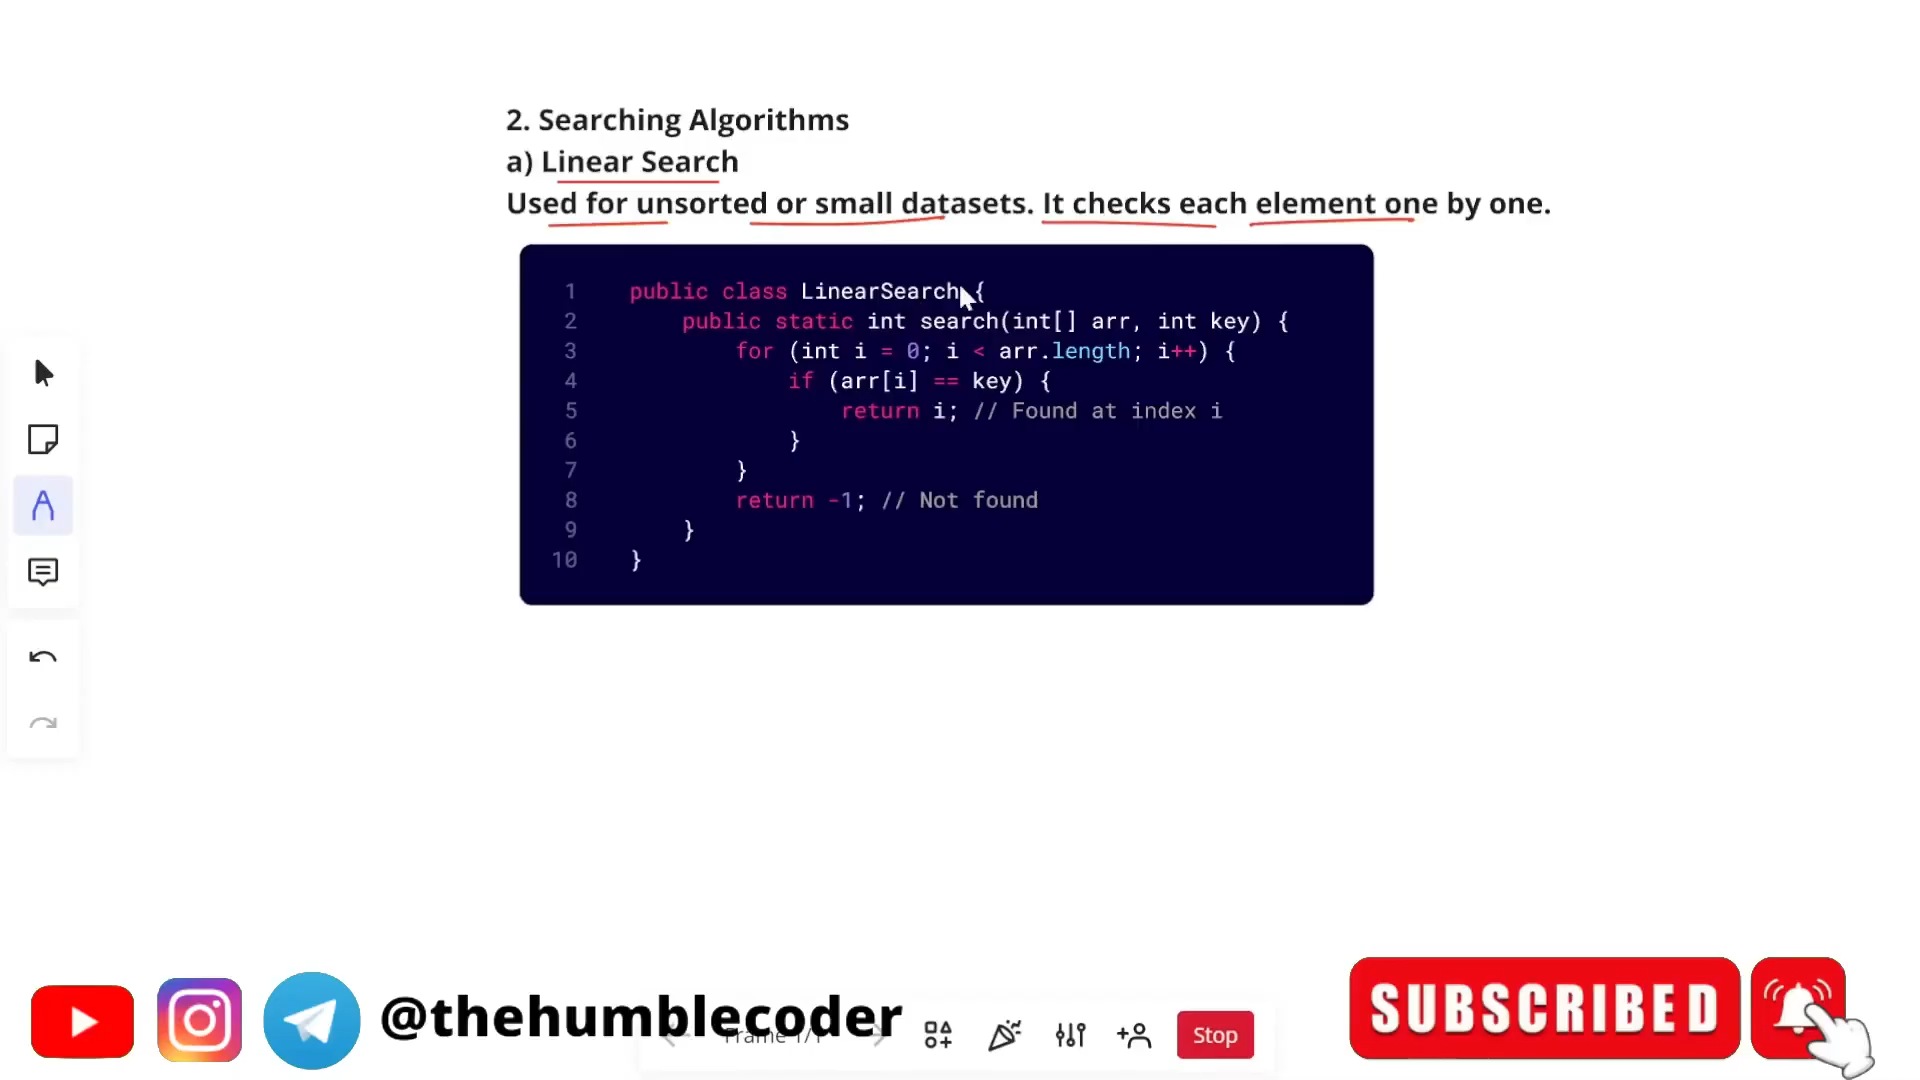 2. Searching Algorithms
a) Linear Search
Used for unsorted or small datasets. It checks each element one by one.
1 public class LinearSearch {
2 public static int search(int[] arr, int key) {
3 for (int i = 0; i < arr.length; i++) {
4 if (arr[i] == key) {
5 return i; // Found at index i
6 }
7 }
8 return -1; // Not found
9 }
10 }
@thehumblecoder
Frame 1/1
Stop
SUBSCRIBED